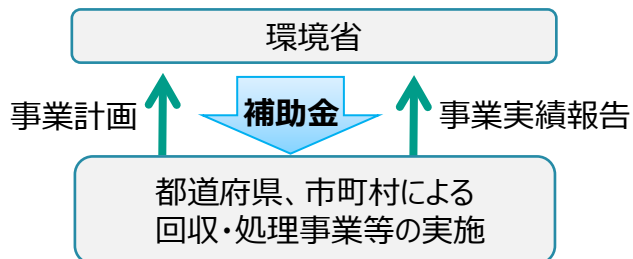 環境省
事業計画
補助金
事業実績報告
都道府県、市町村による
回収・処理事業等の実施